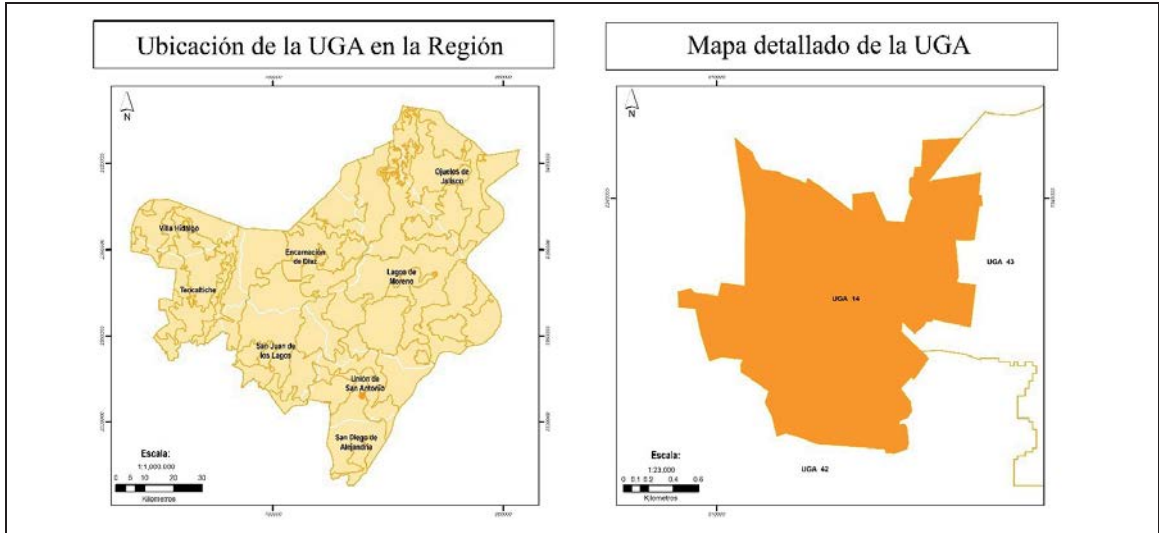 Ubicación de la UGA en la Región
N
Ojuelos de
Jalisco
Villa Hidalgo
Encarnación
de Díaz
Lagos de
Moreno
Teocaltiche
San Juan de
los Lagos
Unión de
San Antonio
San Diego de
Alejandría
Escala:
1:1,000,000
0 5 10 20 30
Kilometros
Mapa detallado de la UGA
N
UGA 43
UGA 14
Escala:
1:23,000
0 0.1 0.2 0.4 0.6
Kilometros
UGA 42